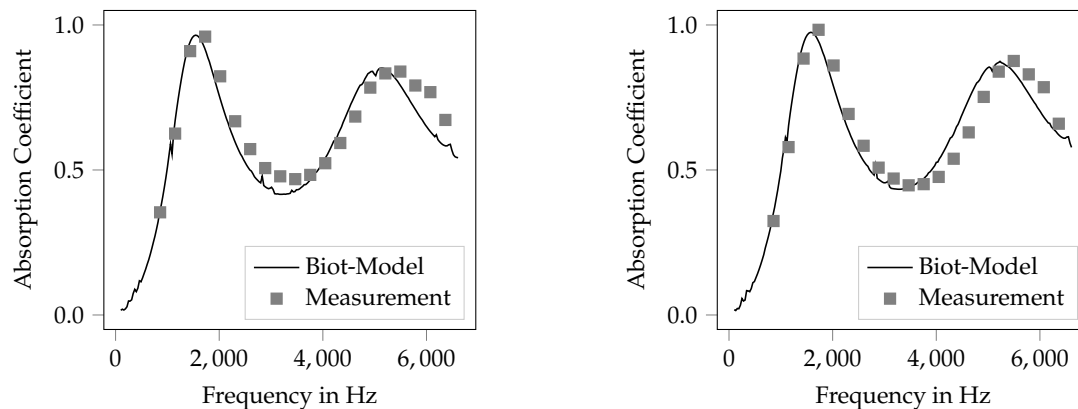 1.0
0.5
0.0
Absorption Coefficient
Biot-Model
Measurement
0
2,000
4,000
6,000
Frequency in Hz
1.0
0.5
0.0
Absorption Coefficient
Biot-Model
Measurement
0
2,000
4,000
6,000
Frequency in Hz